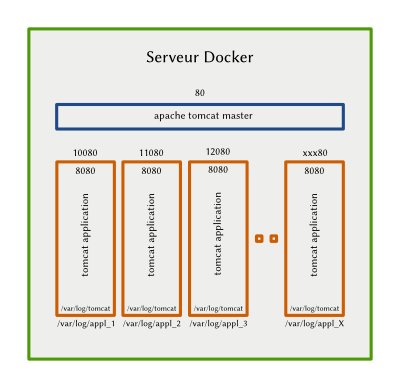 Serveur Docker
80
apache tomcat master
10080 11080 12080 xxx80
8080 8080 8080 8080
tomcat application tomcat application tomcat application tomcat application
/var/log/tomcat /var/log/tomcat /var/log/tomcat /var/log/tomcat
/var/log/appl_1 /var/log/appl_2 /var/log/appl_3 /var/log/appl_X